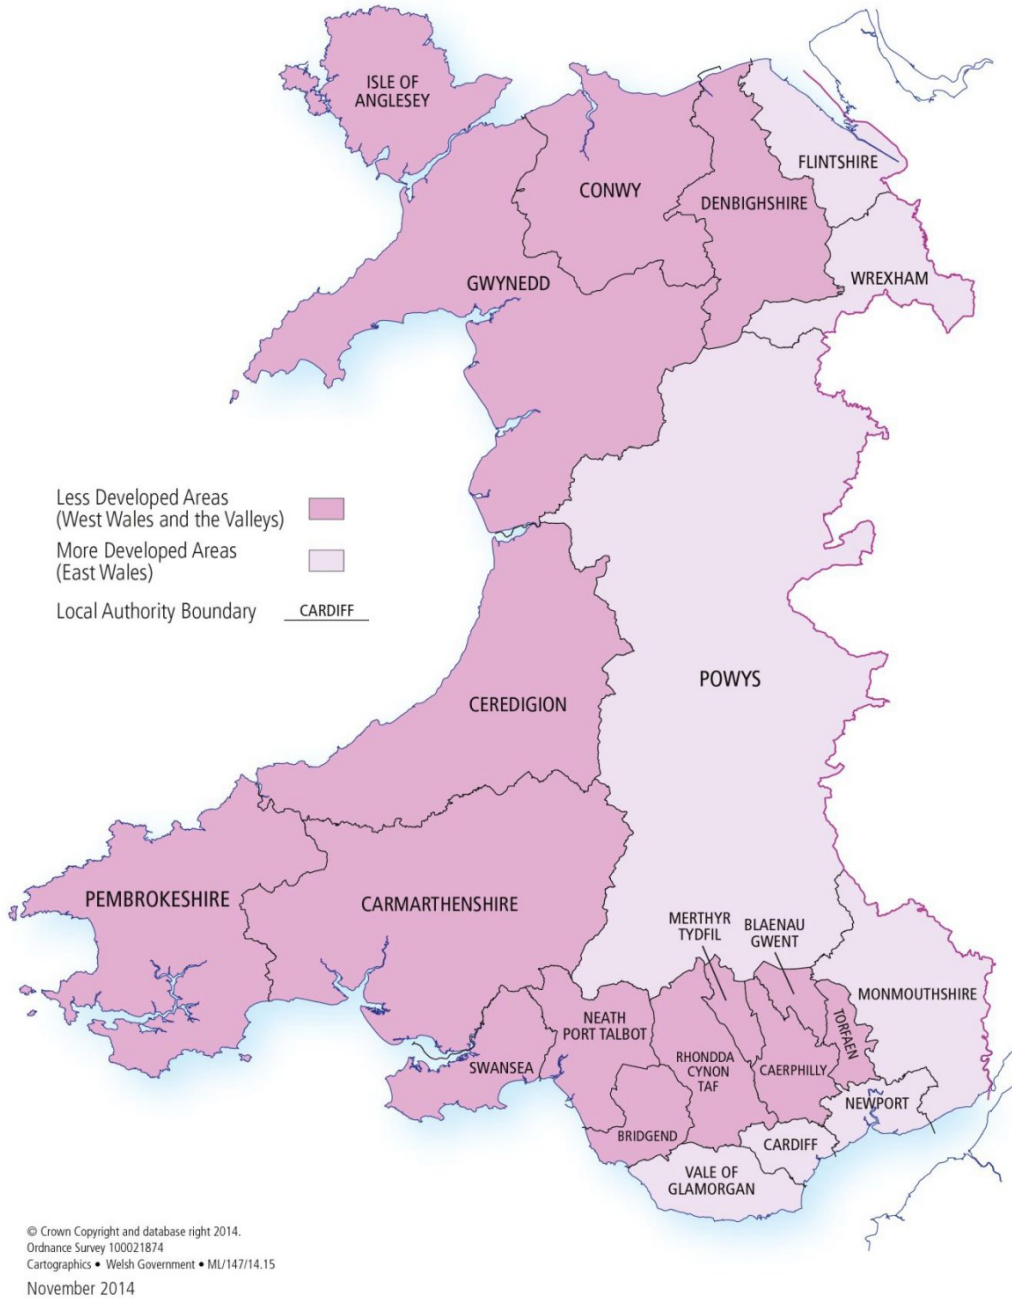 ISLE OF
ANGLESEY
FLINTSHIRE
CONWY
DENBIGHSHIRE
WREXHAM
GWYNEDD
Less Developed Areas
(West Wales and the Valleys)
More Developed Areas
(East Wales)
Local Authority Boundary CARDIFF
POWYS
CEREDIGION
PEMBROKESHIRE
CARMARTHENSHIRE
MERTHYR
TYDFIL
BLAENAU
GWENT
MONMOUTHSHIRE
NEATH
PORT TALBOT
TORFAEN
SWANSEA
RHONDDA
CYNON
TAF
CAERPHILLY
NEWPORT
BRIDGEND
CARDIFF
VALE OF
GLAMORGAN
© Crown Copyright and database right 2014.
Ordnance Survey 100021874
Cartographics • Welsh Government • ML/147/14.15
November 2014